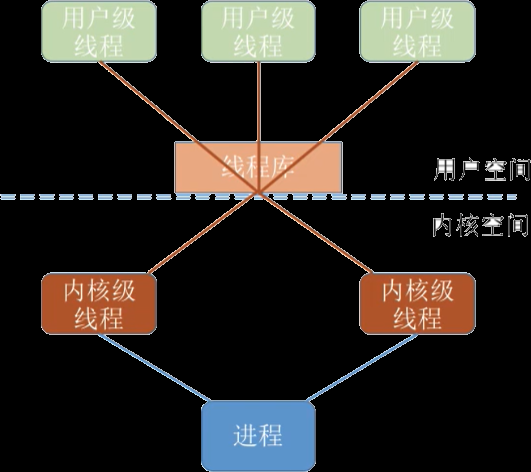 用户级
线程
用户级
线程
用户级
线程
线程库
用户空间
内核空间
内核级
线程
内核级
线程
进程